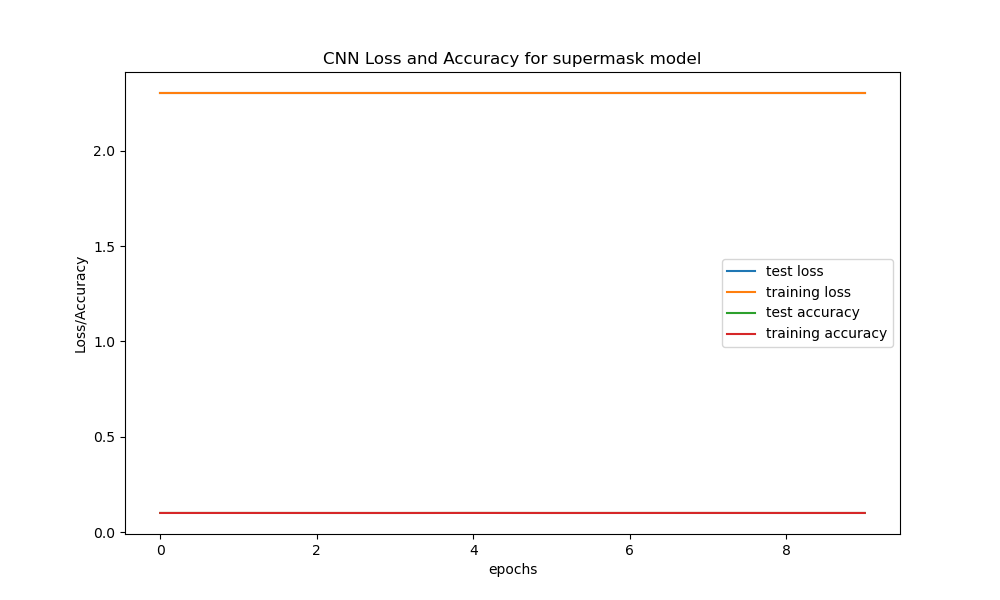 CNN Loss and Accuracy for supermask model
2.0
1.5
1.0
0.5
0.0
Loss/Accuracy
test loss
training loss
test accuracy
training accuracy
0 2 4 6 8
epochs